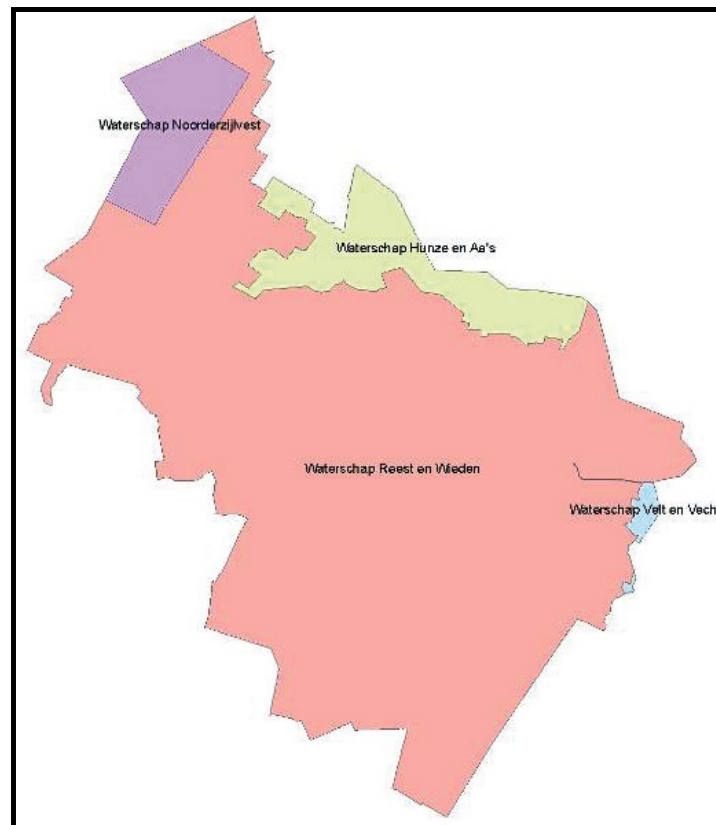 Waterschap Noorderzijlvest
Waterschap Hunze en Aa's
Waterschap Reest en Wieden
Waterschap Velt en Vech